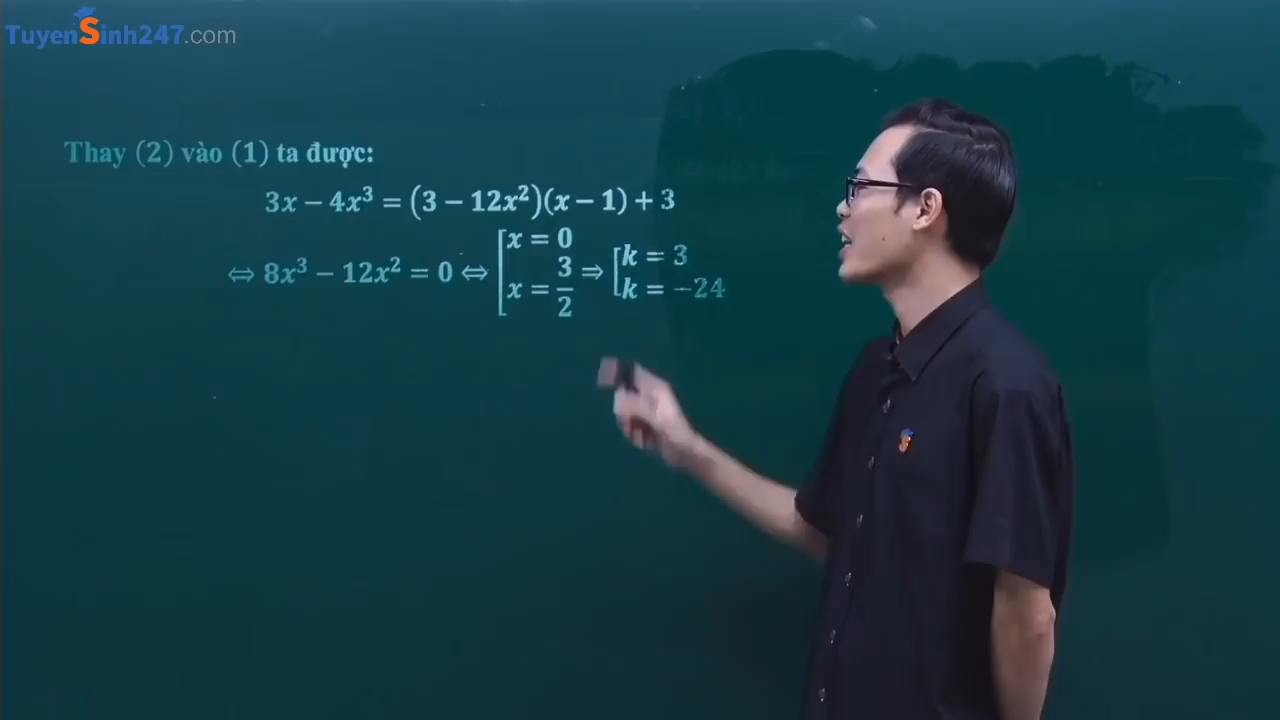 TuyenSinh247.com
Thay (2) vào (1) ta được:
3x − 4x³ = (3 − 12x²)(x − 1) + 3
⇔ 8x³ − 12x² = 0 ⇔ [x = 0 x = 3/2 ⇒ [k = 3 k = −24